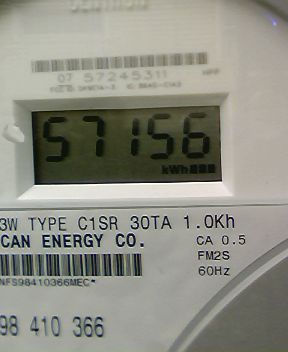 07 57245311
57156
kWh
3W TYPE C1SR 30TA 1.0Kh
CAN ENERGY CO.
CA 0.5
FM2S
60Hz
NFS98410366MEC*
98 410 366